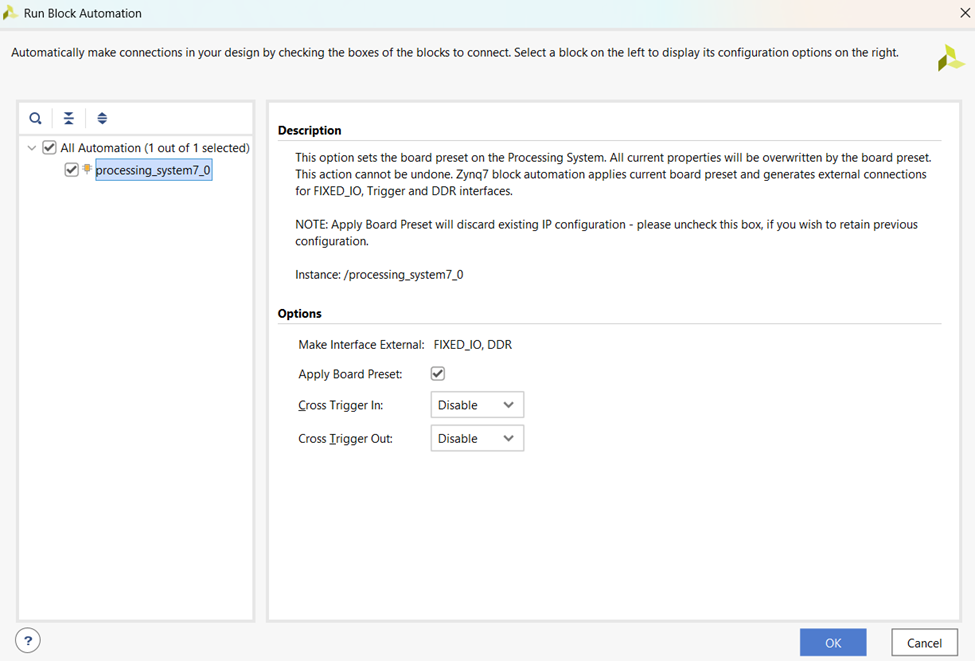 Run Block Automation
Automatically make connections in your design by checking the boxes of the blocks to connect. Select a block on the left to display its configuration options on the right.
All Automation (1 out of 1 selected)
processing_system7_0
Description
This option sets the board preset on the Processing System. All current properties will be overwritten by the board preset.
This action cannot be undone. Zynq7 block automation applies current board preset and generates external connections
for FIXED_IO, Trigger and DDR interfaces.
NOTE: Apply Board Preset will discard existing IP configuration - please uncheck this box, if you wish to retain previous
configuration.
Instance: /processing_system7_0
Options
Make Interface External: FIXED_IO, DDR
Apply Board Preset:
Cross Trigger In: Disable
Cross Trigger Out: Disable
?
OK
Cancel